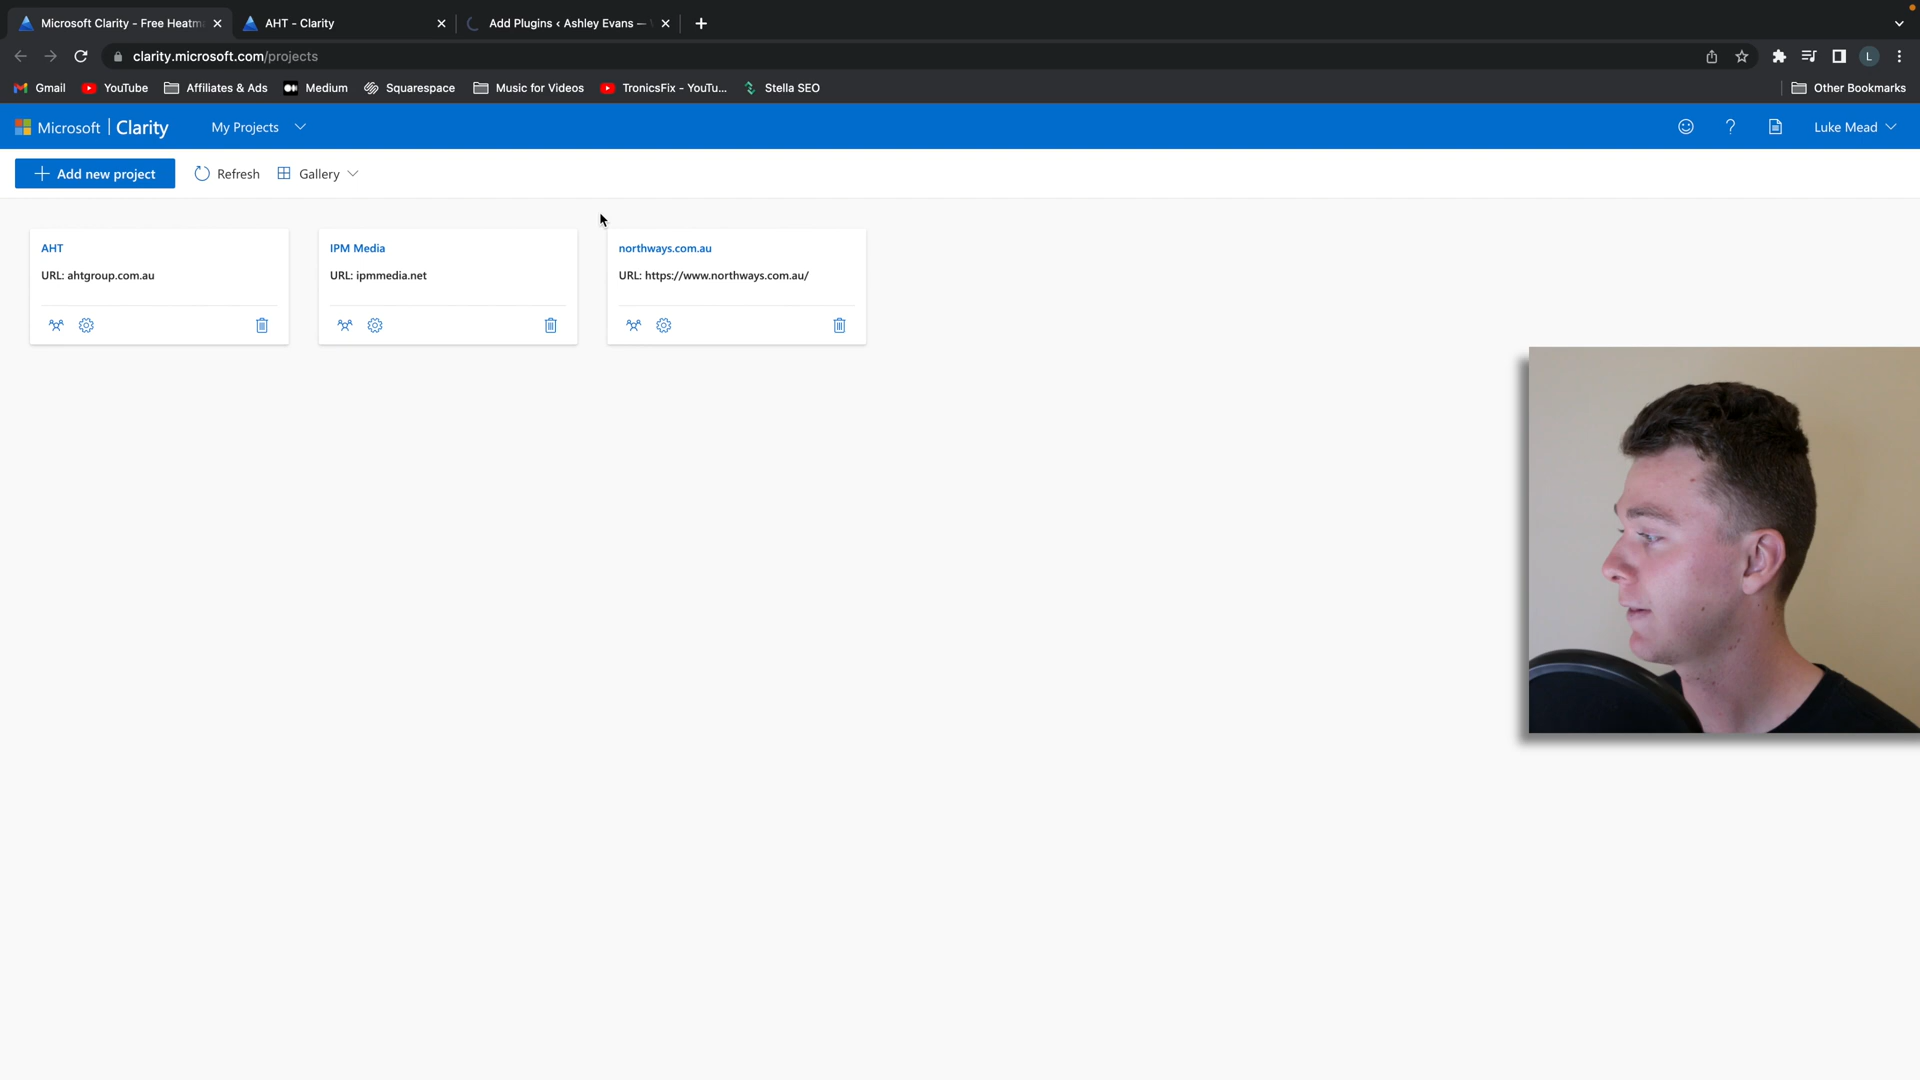 Microsoft Clarity - Free Heatm
AHT - Clarity
Add Plugins ‹ Ashley Evans —
clarity.microsoft.com/projects
L
Gmail
YouTube
Affiliates & Ads
Medium
Squarespace
Music for Videos
TronicsFix - YouTu...
Stella SEO
Other Bookmarks
Microsoft | Clarity
My Projects
?
Luke Mead
+ Add new project
Refresh
Gallery
AHT
URL: ahtgroup.com.au
IPM Media
URL: ipmmedia.net
northways.com.au
URL: https://www.northways.com.au/